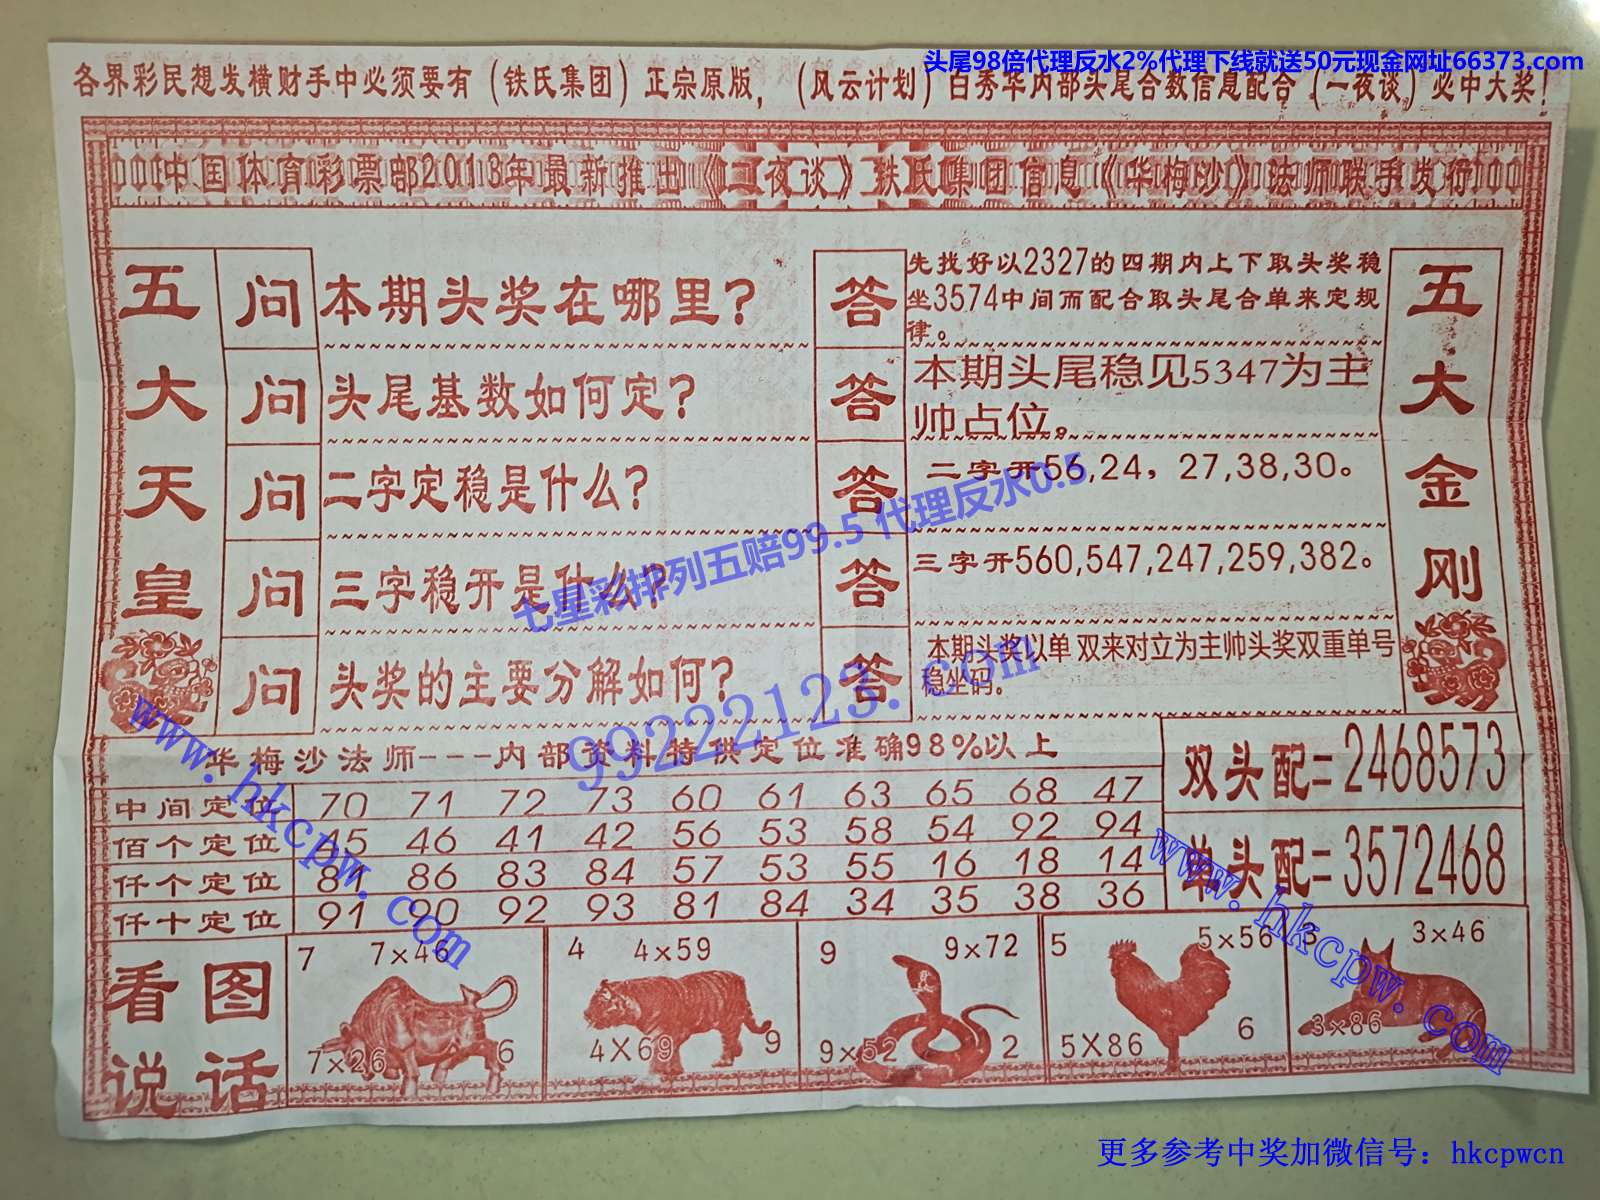 头尾98倍代理反水2%代理下线就送50元现金网址66373.com
各界彩民想发横财手中必须要有（铁氏集团）正宗原版，（风云计划）白秀华内部头尾合数信息配合（一夜谈）必中大奖！
中国体育彩票部2013年最新推出《一夜谈》铁氏集团信息《华梅沙》法师联手发行
五大天皇
问 本期头奖在哪里？
答 先找好以2327的四期内上下取头奖稳
坐3574中间而配合取头尾合单来定规
律。
问 头尾基数如何定？
答 本期头尾稳见5347为主
帅占位。
问 二字定稳是什么？
答 二字开56,24，27,38,30。
问 三字稳开是什么？
答 三字开560,547,247,259,382。
问 头奖的主要分解如何？
答 本期头奖以单 双来对立为主帅头奖双重单号
稳坐码。
五大金刚
七星彩排列五赔99.5 代理反水0.5
99222123.com
www.hkcpw.com
华梅沙法师---内部资料特供定位准确98%以上
中间定位 70 71 72 73 60 61 63 65 68 47
佰个定位 45 46 41 42 56 53 58 54 92 94
仟个定位 81 86 83 84 57 53 55 16 18 14
仟十定位 91 90 92 93 81 84 34 35 38 36
双头配=2468573
单头配=3572468
www.hkcpw.com
看图
说话
7 7×46
7×26 6
4 4×59
4×69 9
9 9×72
9×52 2
5 5×56
5×86 6
3 3×46
3×86
更多参考中奖加微信号：hkcpwcn